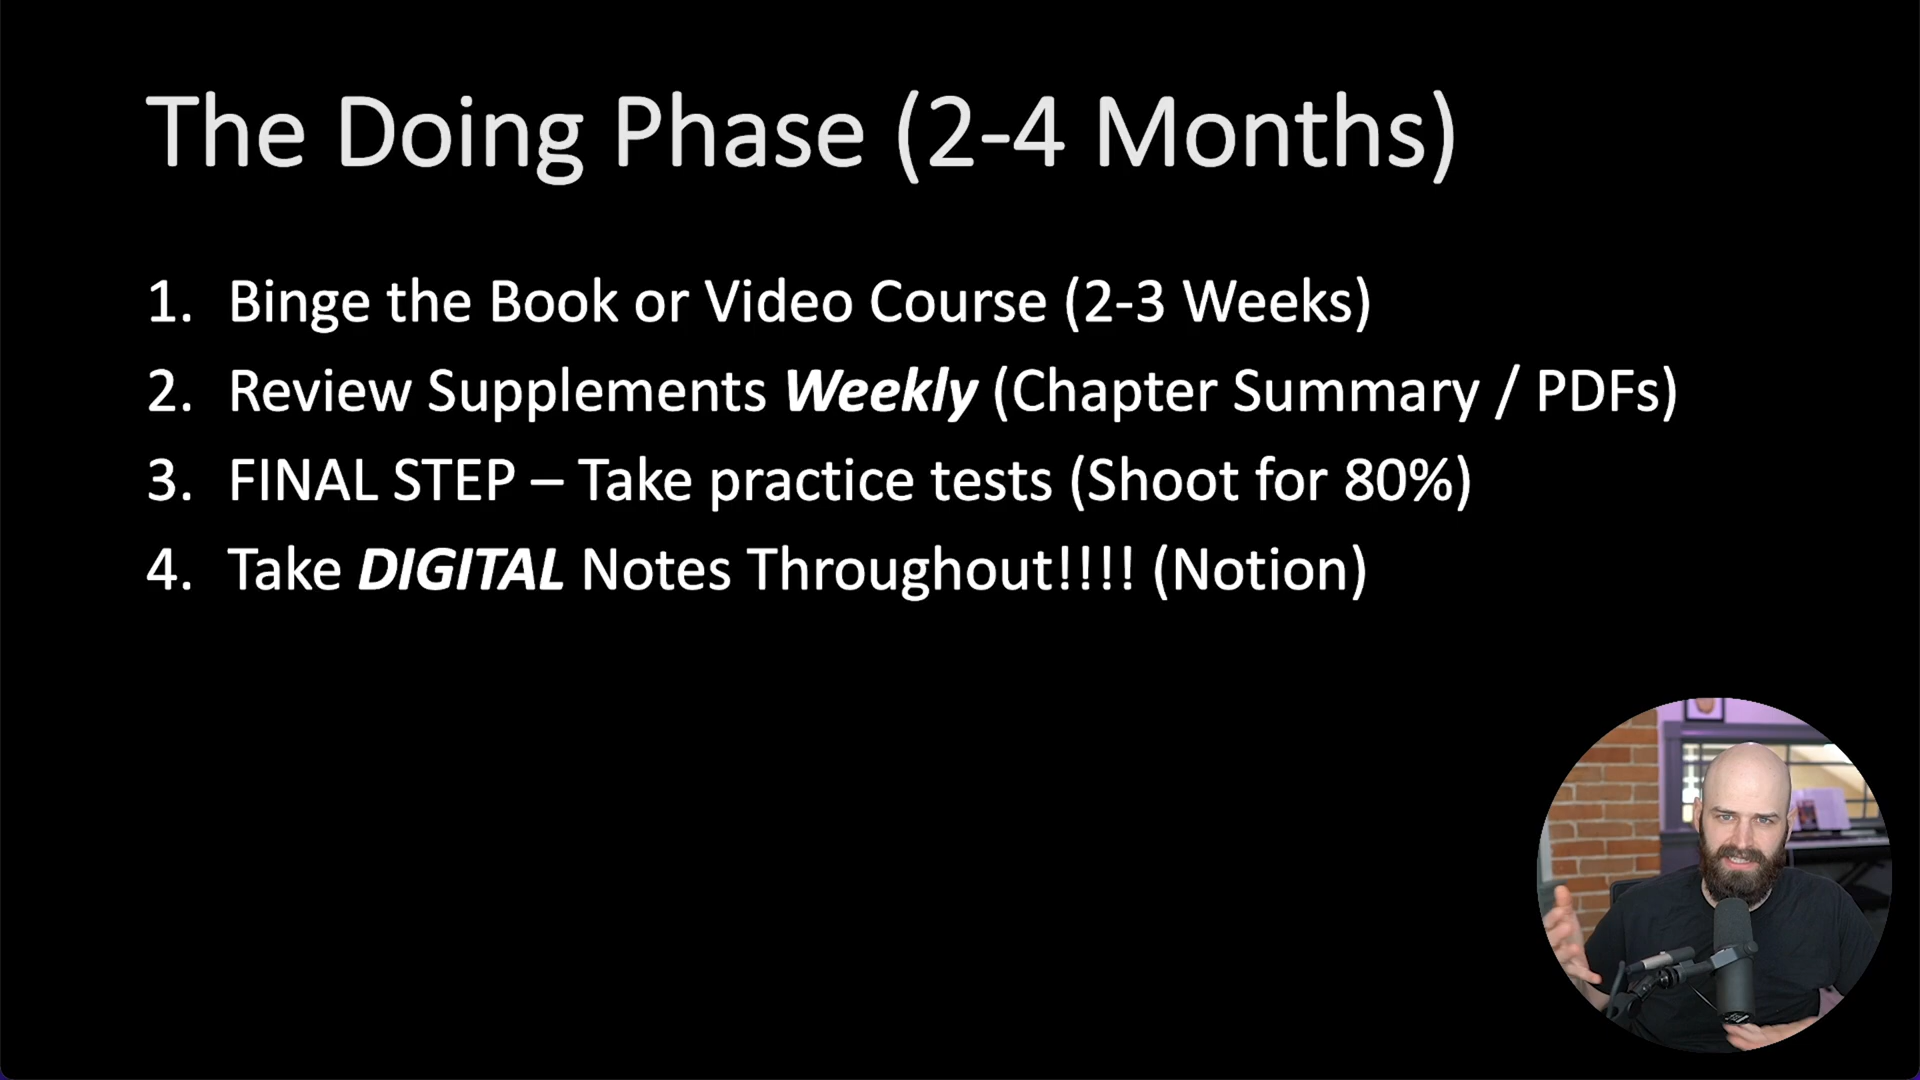 The Doing Phase (2-4 Months)
1. Binge the Book or Video Course (2-3 Weeks)
2. Review Supplements Weekly (Chapter Summary / PDFs)
3. FINAL STEP – Take practice tests (Shoot for 80%)
4. Take DIGITAL Notes Throughout!!!! (Notion)